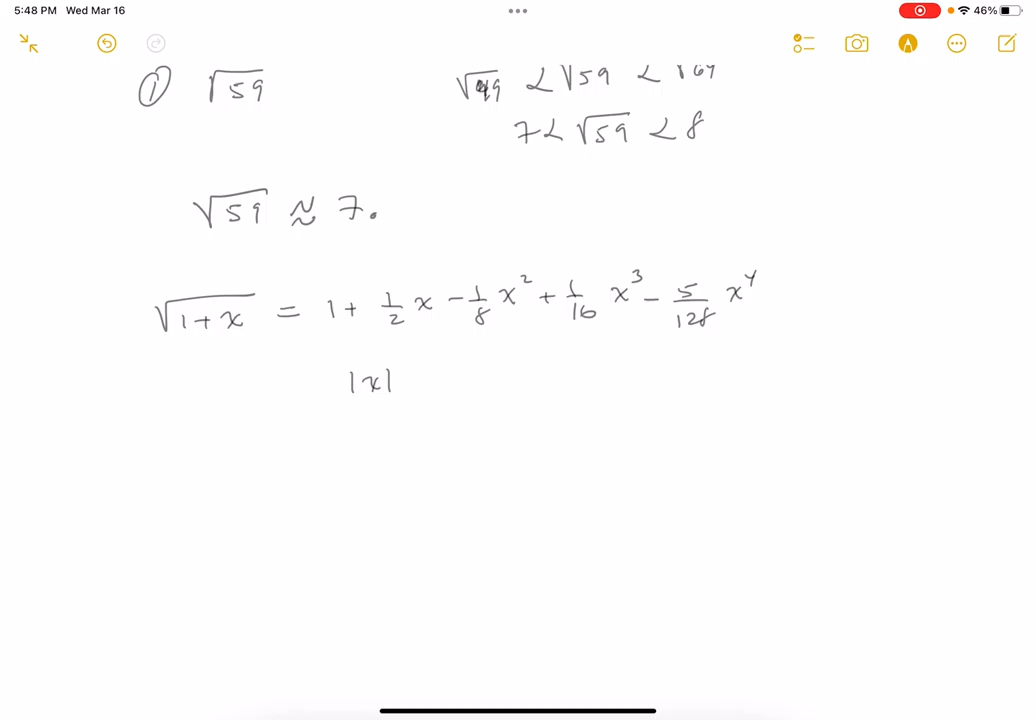 5:48 PM Wed Mar 16
46%
① √59 √49 < √59 < √64
7 < √59 < 8
√59 ≈ 7.
√1+x = 1 + 1/2 x - 1/8 x² + 1/16 x³ - 5/128 x⁴
|x|